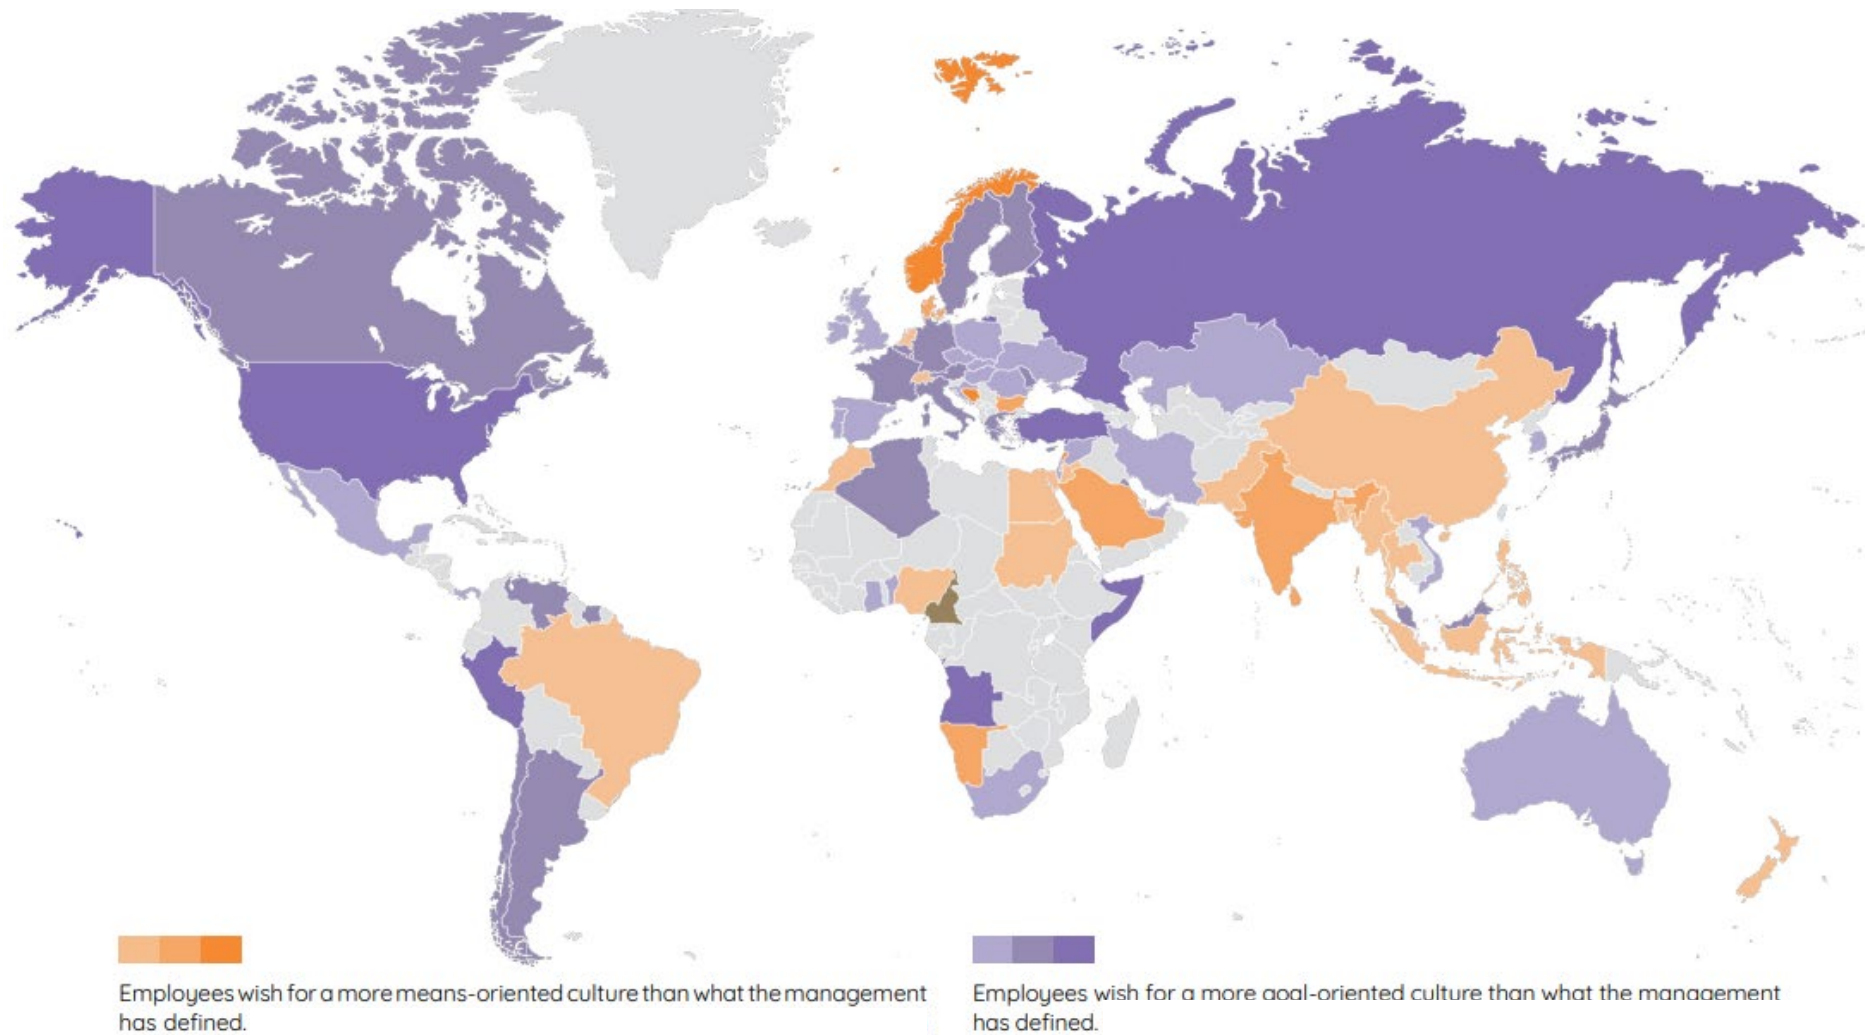 Employees wish for a more means-oriented culture than what the management
has defined.
Employees wish for a more goal-oriented culture than what the management
has defined.